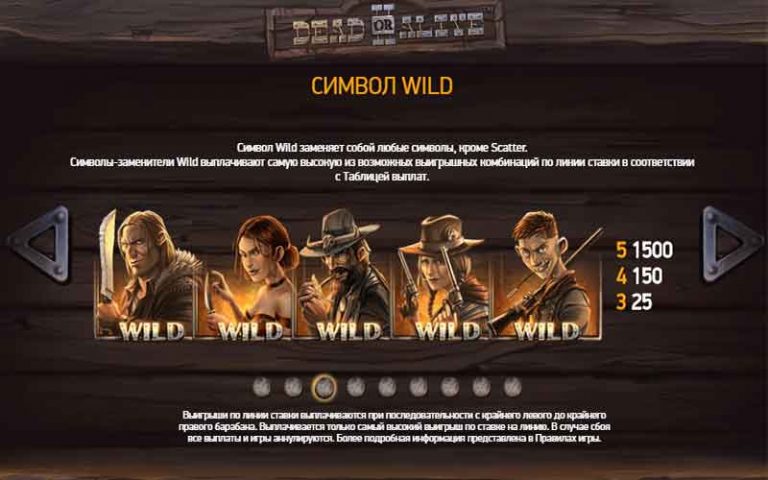 DEAD OR ALIVE II
СИМВОЛ WILD
Символ Wild заменяет собой любые символы, кроме Scatter.
Символы-заменители Wild выплачивают самую высокую из возможных выигрышных комбинаций по линии ставки в соответствии
с Таблицей выплат.
WILD WILD WILD WILD WILD
5 1500
4 150
3 25
Выигрыши по линии ставки выплачиваются при последовательности с крайнего левого до крайнего
правого барабана. Выплачивается только самый высокий выигрыш по ставке на линию. В случае сбоя
все выплаты и игры аннулируются. Более подробная информация представлена в Правилах игры.